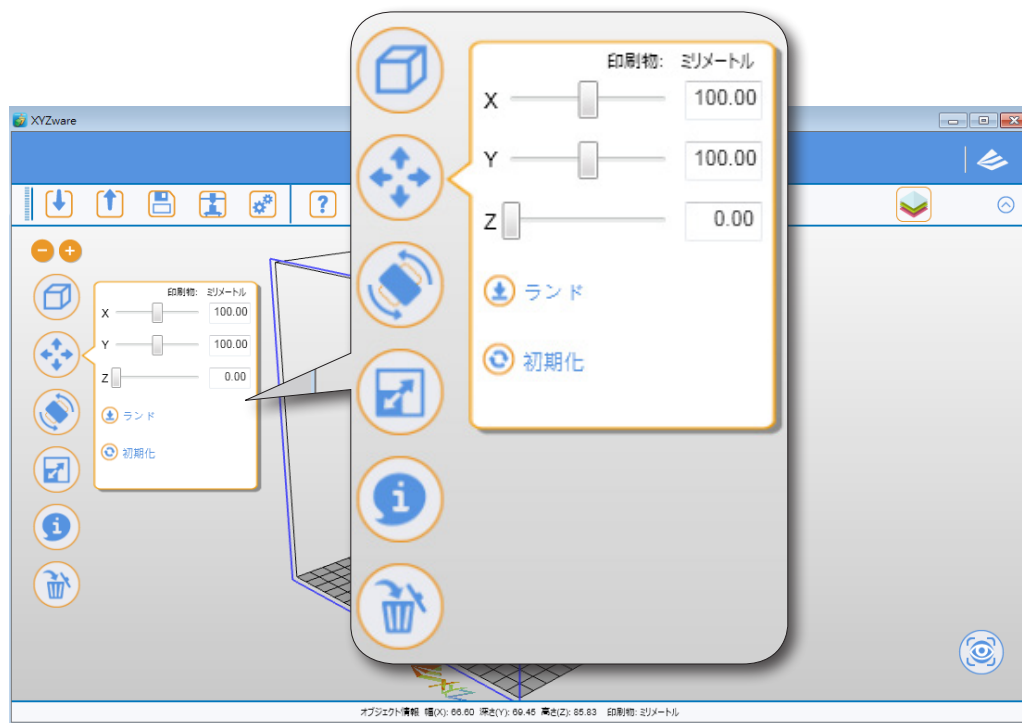 XYZware
?
印刷物: ミリメートル
X 100.00
Y 100.00
Z 0.00
ランド
初期化
i
印刷物: ミリメートル
X 100.00
Y 100.00
Z 0.00
ランド
初期化
i
オブジェクト情報 幅(X): 66.60 深さ(Y): 69.45 高さ(Z): 85.83 印刷物: ミリメートル